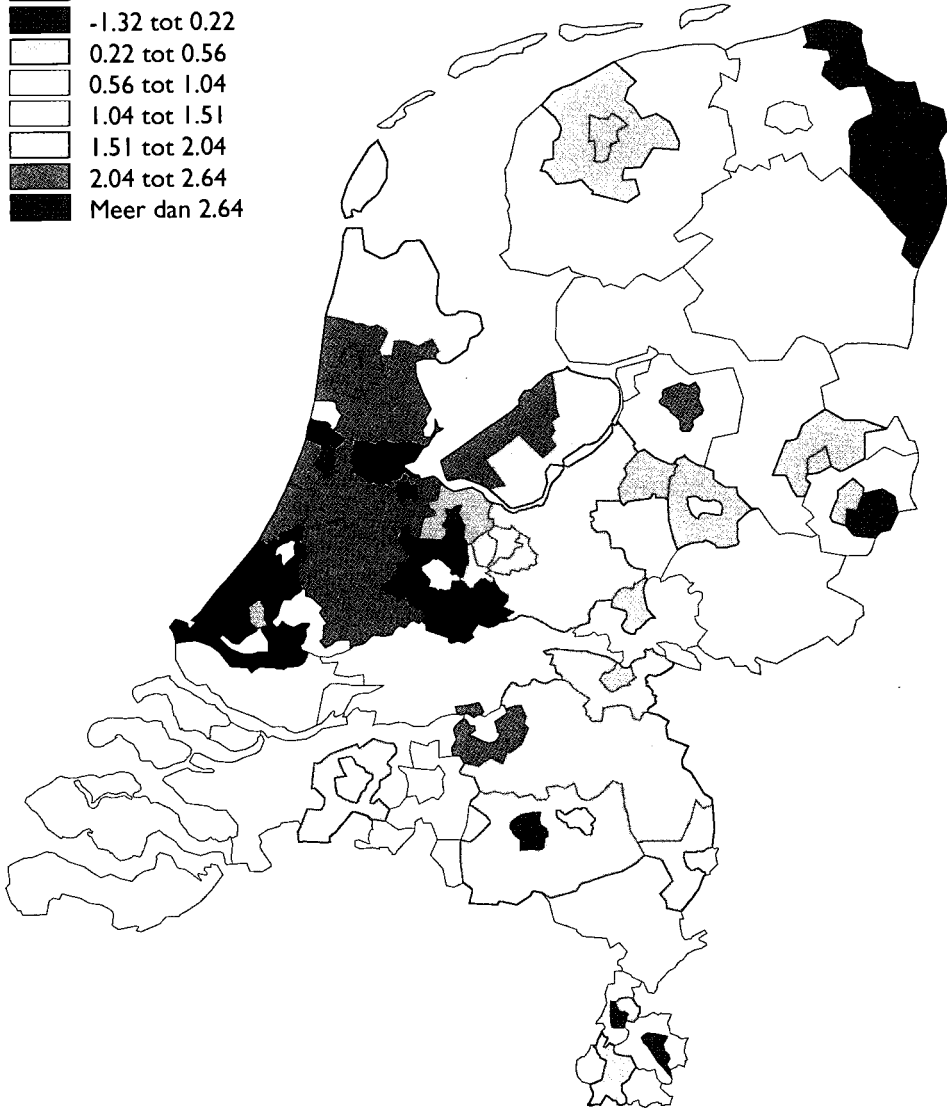 -1.32 tot 0.22
0.22 tot 0.56
0.56 tot 1.04
1.04 tot 1.51
1.51 tot 2.04
2.04 tot 2.64
Meer dan 2.64